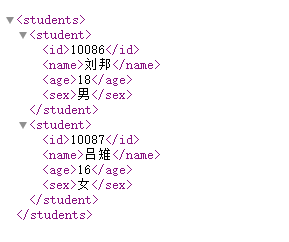 <students>
<student>
<id>10086</id>
<name>刘邦</name>
<age>18</age>
<sex>男</sex>
</student>
<student>
<id>10087</id>
<name>吕雉</name>
<age>16</age>
<sex>女</sex>
</student>
</students>